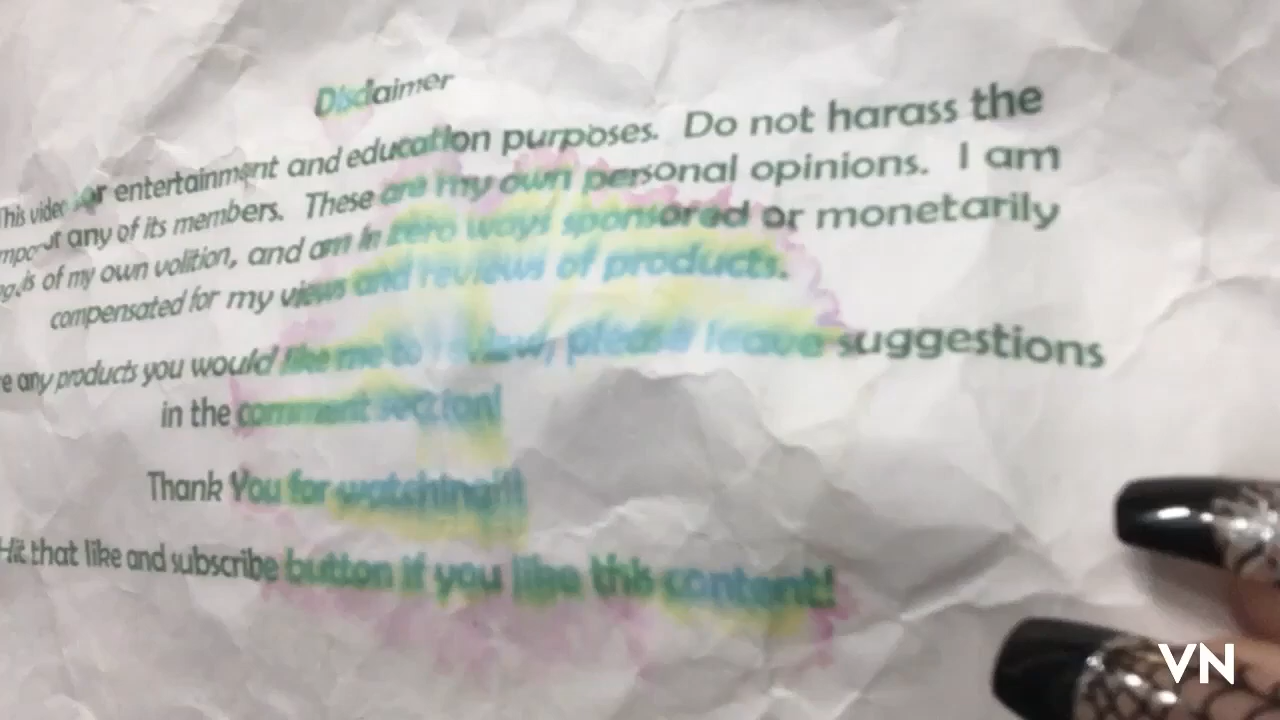 Disclaimer
This video for entertainment and education purposes. Do not harass the
or any of its members. These are my own personal opinions. I am
of my own volition, and am in zero ways sponsored or monetarily
compensated for my views and reviews of products.
any products you would like me to review, please leave suggestions
in the comment section!
Thank You for watching!!!
Hit that like and subscribe button if you like this content!
VN